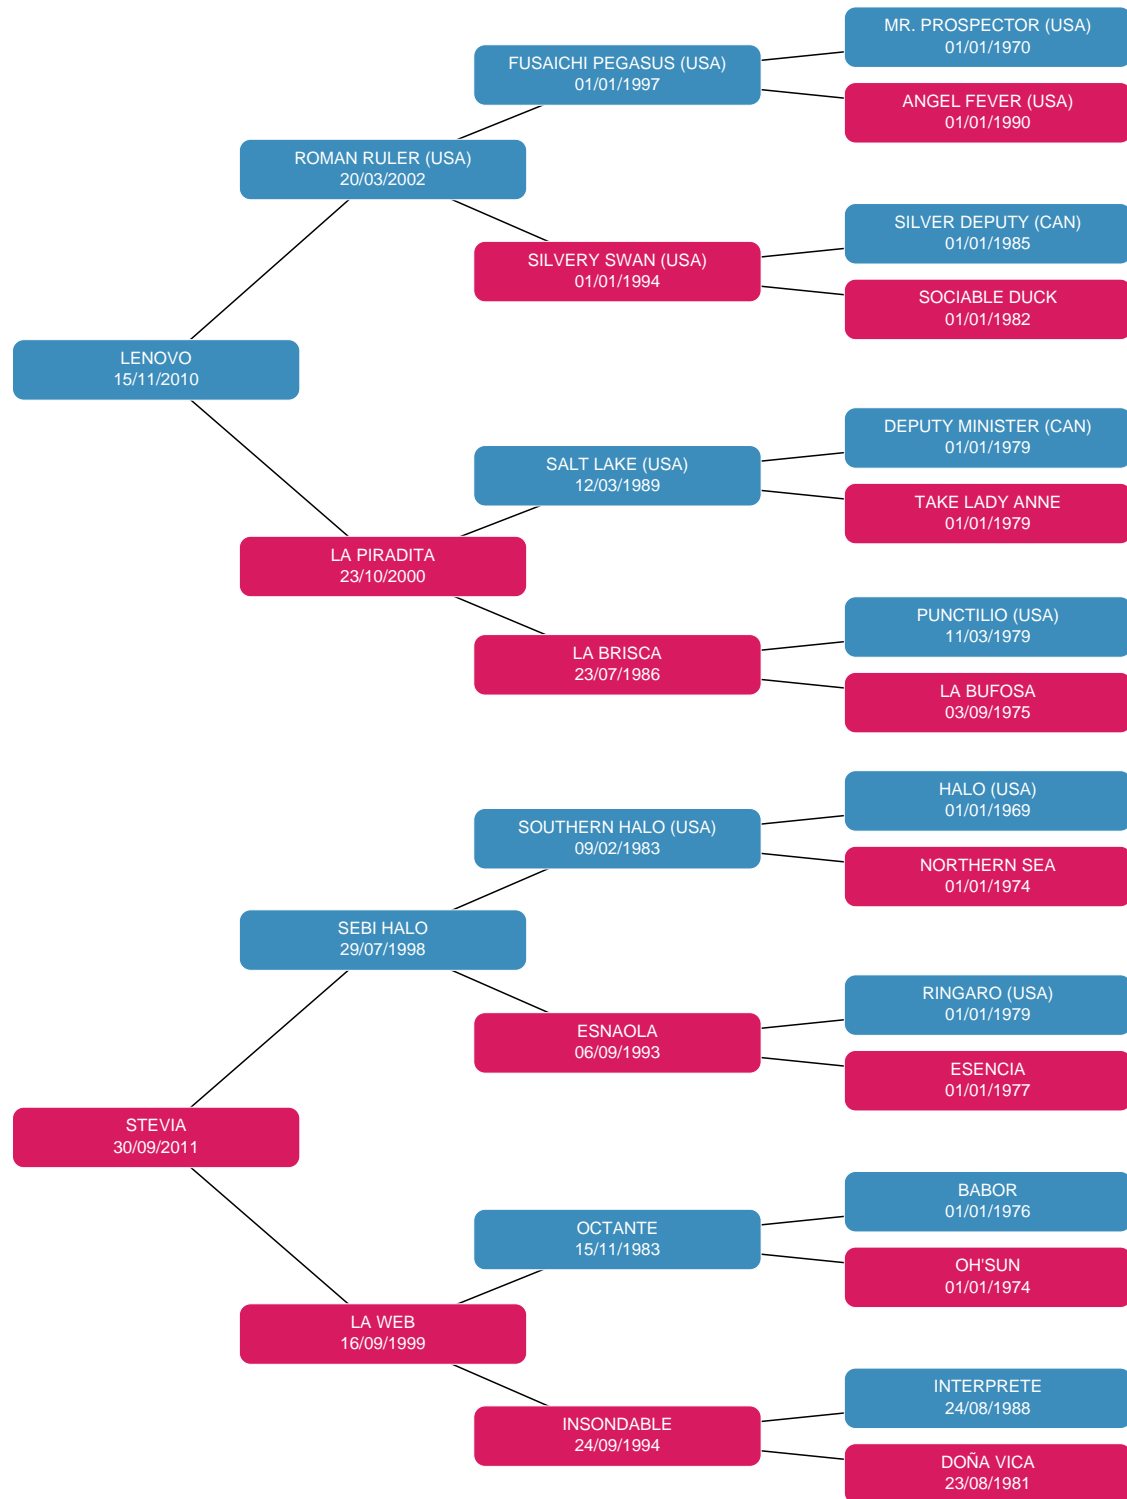 MR. PROSPECTOR (USA)
01/01/1970
FUSAICHI PEGASUS (USA)
01/01/1997
ANGEL FEVER (USA)
01/01/1990
ROMAN RULER (USA)
20/03/2002
SILVER DEPUTY (CAN)
01/01/1985
SILVERY SWAN (USA)
01/01/1994
SOCIABLE DUCK
01/01/1982
LENOVO
15/11/2010
DEPUTY MINISTER (CAN)
01/01/1979
SALT LAKE (USA)
12/03/1989
TAKE LADY ANNE
01/01/1979
LA PIRADITA
23/10/2000
PUNCTILIO (USA)
11/03/1979
LA BRISCA
23/07/1986
LA BUFOSA
03/09/1975
HALO (USA)
01/01/1969
SOUTHERN HALO (USA)
09/02/1983
NORTHERN SEA
01/01/1974
SEBI HALO
29/07/1998
RINGARO (USA)
01/01/1979
ESNAOLA
06/09/1993
ESENCIA
01/01/1977
STEVIA
30/09/2011
BABOR
01/01/1976
OCTANTE
15/11/1983
OH'SUN
01/01/1974
LA WEB
16/09/1999
INTERPRETE
24/08/1988
INSONDABLE
24/09/1994
DOÑA VICA
23/08/1981